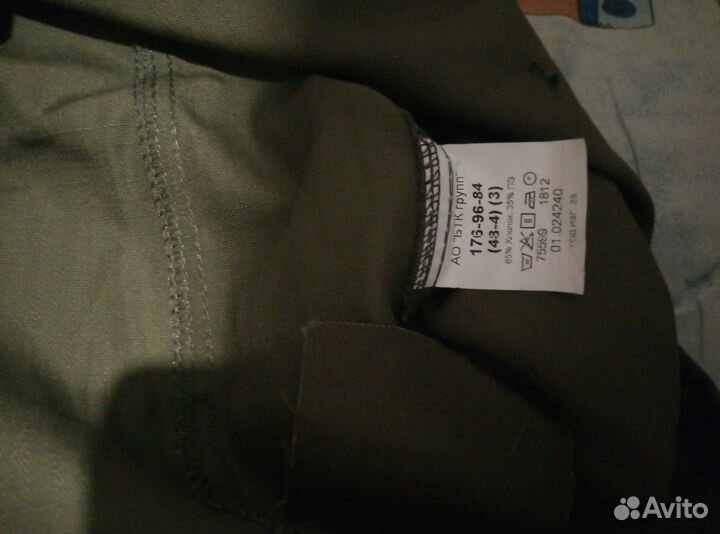 АО "БТК групп"
176-96-84
(48-4) (3)
65% Хлопок, 35% ПЭ
P
75599 1812
01.024240
год изг. 23
Avito